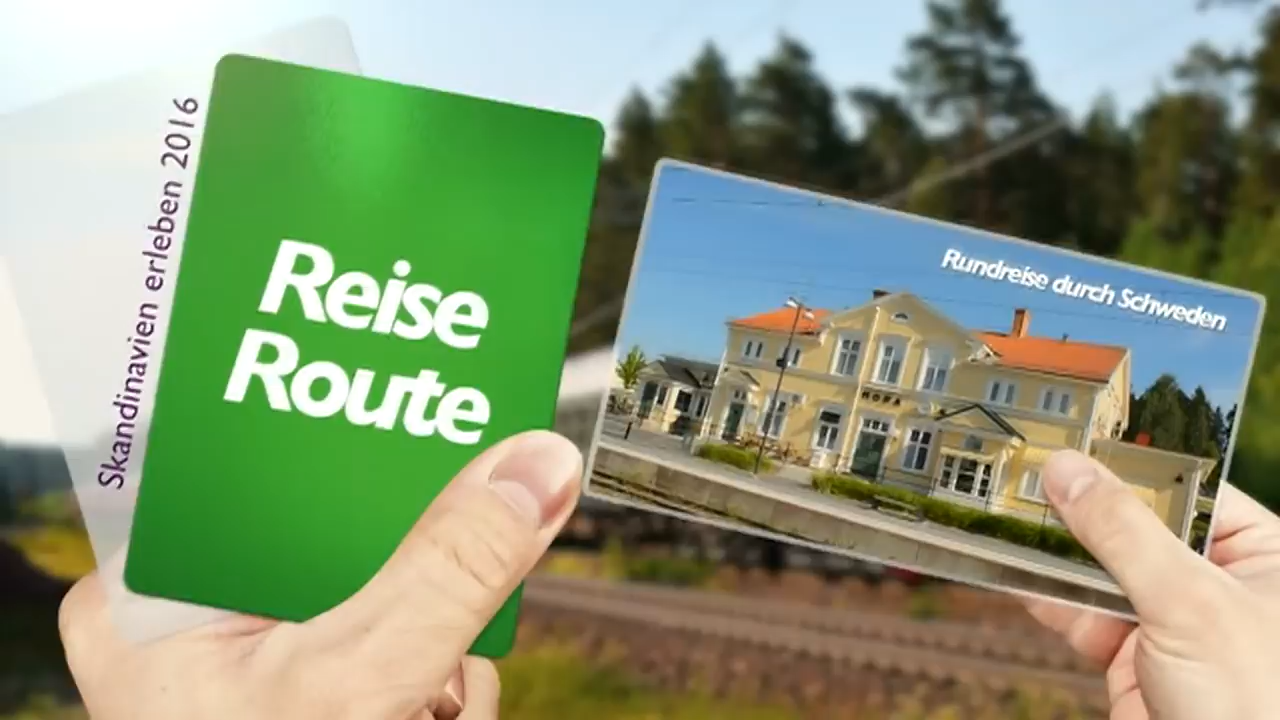 Skandinavien erleben 2016
Reise
Route
Rundreise durch Schweden
MORA